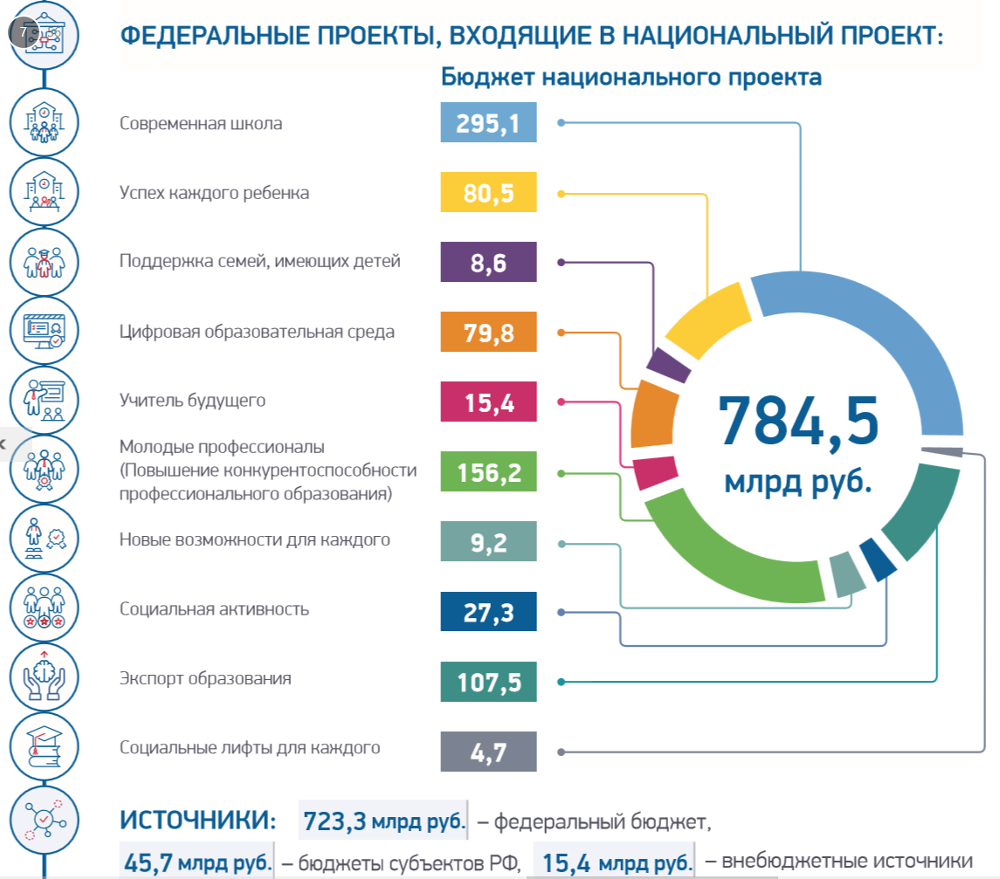 7
ФЕДЕРАЛЬНЫЕ ПРОЕКТЫ, ВХОДЯЩИЕ В НАЦИОНАЛЬНЫЙ ПРОЕКТ:
Бюджет национального проекта
Современная школа 295,1
Успех каждого ребенка 80,5
Поддержка семей, имеющих детей 8,6
Цифровая образовательная среда 79,8
Учитель будущего 15,4
Молодые профессионалы
(Повышение конкурентоспособности 156,2
профессионального образования)
Новые возможности для каждого 9,2
Социальная активность 27,3
Экспорт образования 107,5
Социальные лифты для каждого 4,7
784,5
млрд руб.
ИСТОЧНИКИ: 723,3 млрд руб. – федеральный бюджет,
45,7 млрд руб. – бюджеты субъектов РФ, 15,4 млрд руб. – внебюджетные источники